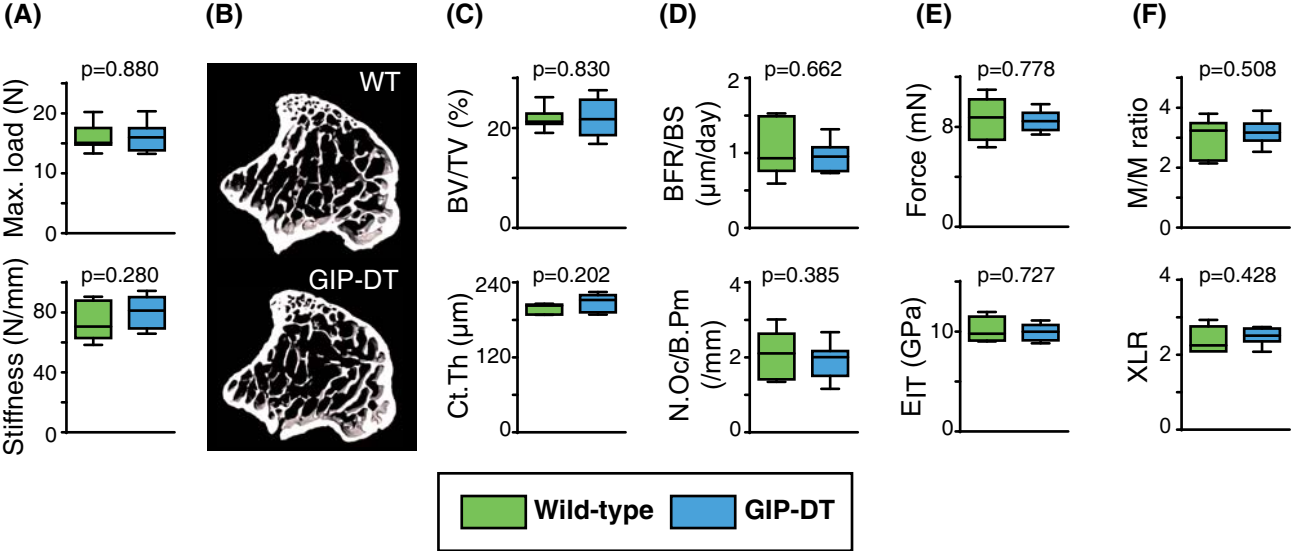 (A)
(B)
(C)
(D)
(E)
(F)
p=0.880
Max. load (N)
20
10
0
p=0.280
Stiffness (N/mm)
80
40
0
WT
GIP-DT
p=0.830
BV/TV (%)
20
0
p=0.202
Ct.Th (µm)
240
120
0
p=0.662
BFR/BS
(µm/day)
2
1
0
p=0.385
N.Oc/B.Pm
(/mm)
4
2
0
p=0.778
Force (mN)
8
0
p=0.727
EIT (GPa)
10
0
p=0.508
M/M ratio
4
2
0
p=0.428
XLR
4
2
0
Wild-type
GIP-DT